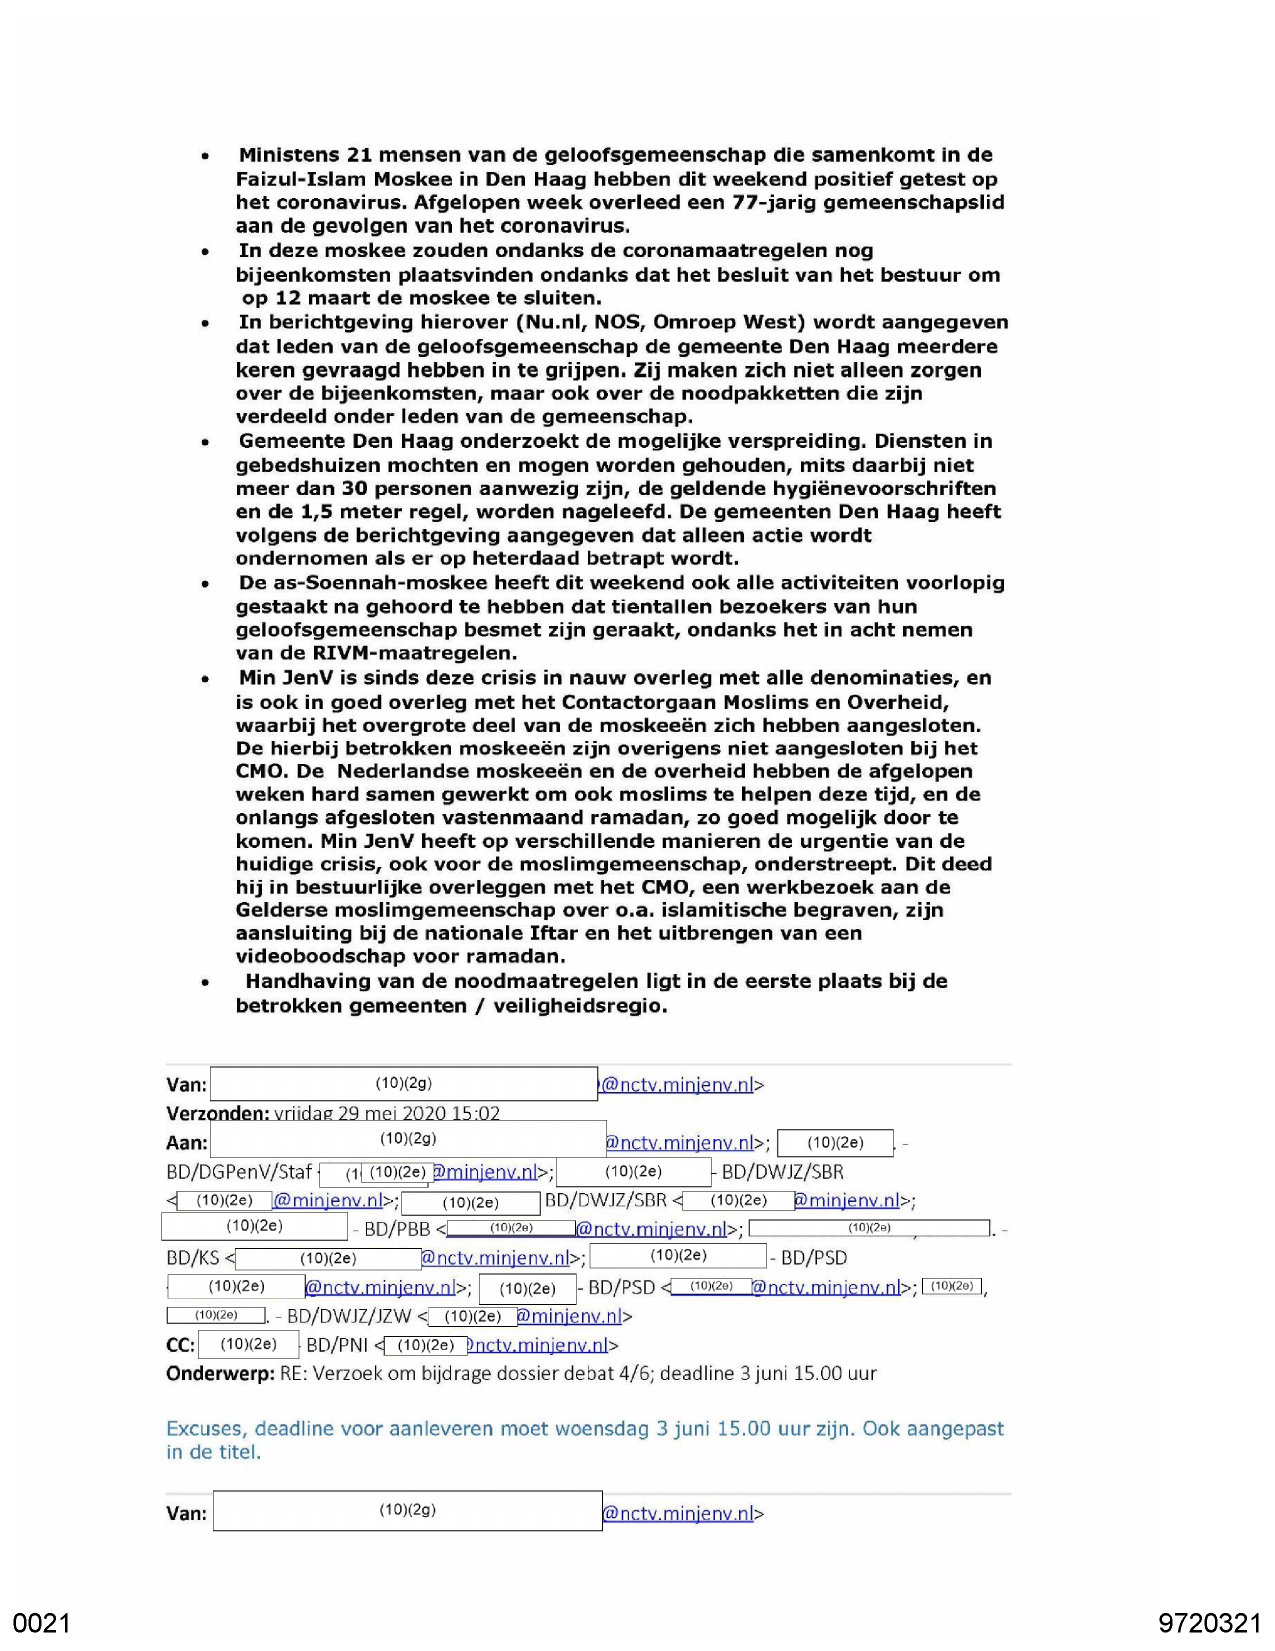 • Ministens 21 mensen van de geloofsgemeenschap die samenkomt in de
Faizul-Islam Moskee in Den Haag hebben dit weekend positief getest op
het coronavirus. Afgelopen week overleed een 77-jarig gemeenschapslid
aan de gevolgen van het coronavirus.
• In deze moskee zouden ondanks de coronamaatregelen nog
bijeenkomsten plaatsvinden ondanks dat het besluit van het bestuur om
op 12 maart de moskee te sluiten.
• In berichtgeving hierover (Nu.nl, NOS, Omroep West) wordt aangegeven
dat leden van de geloofsgemeenschap de gemeente Den Haag meerdere
keren gevraagd hebben in te grijpen. Zij maken zich niet alleen zorgen
over de bijeenkomsten, maar ook over de noodpakketten die zijn
verdeeld onder leden van de gemeenschap.
• Gemeente Den Haag onderzoekt de mogelijke verspreiding. Diensten in
gebedshuizen mochten en mogen worden gehouden, mits daarbij niet
meer dan 30 personen aanwezig zijn, de geldende hygiënevoorschriften
en de 1,5 meter regel, worden nageleefd. De gemeenten Den Haag heeft
volgens de berichtgeving aangegeven dat alleen actie wordt
ondernomen als er op heterdaad betrapt wordt.
• De as-Soennah-moskee heeft dit weekend ook alle activiteiten voorlopig
gestaakt na gehoord te hebben dat tientallen bezoekers van hun
geloofsgemeenschap besmet zijn geraakt, ondanks het in acht nemen
van de RIVM-maatregelen.
• Min JenV is sinds deze crisis in nauw overleg met alle denominaties, en
is ook in goed overleg met het Contactorgaan Moslims en Overheid,
waarbij het overgrote deel van de moskeeën zich hebben aangesloten.
De hierbij betrokken moskeeën zijn overigens niet aangesloten bij het
CMO. De Nederlandse moskeeën en de overheid hebben de afgelopen
weken hard samen gewerkt om ook moslims te helpen deze tijd, en de
onlangs afgesloten vastenmaand ramadan, zo goed mogelijk door te
komen. Min JenV heeft op verschillende manieren de urgentie van de
huidige crisis, ook voor de moslimgemeenschap, onderstreept. Dit deed
hij in bestuurlijke overleggen met het CMO, een werkbezoek aan de
Gelderse moslimgemeenschap over o.a. islamitische begraven, zijn
aansluiting bij de nationale Iftar en het uitbrengen van een
videoboodschap voor ramadan.
• Handhaving van de noodmaatregelen ligt in de eerste plaats bij de
betrokken gemeenten / veiligheidsregio.
Van: (10)(2g) @nctv.minjenv.nl>
Verzonden: vrijdag 29 mei 2020 15:02
Aan: (10)(2g) @nctv.minjenv.nl>; (10)(2e) . -
BD/DGPenV/Staf (1 (10)(2e) @minjenv.nl>; (10)(2e) - BD/DWJZ/SBR
< (10)(2e) @minjenv.nl>; (10)(2e) BD/DWJZ/SBR < (10)(2e) @minjenv.nl>;
(10)(2e) - BD/PBB < (10)(2e) @nctv.minjenv.nl>; (10)(2e) . -
BD/KS < (10)(2e) @nctv.minjenv.nl>; (10)(2e) - BD/PSD
(10)(2e) @nctv.minjenv.nl>; (10)(2e) - BD/PSD < (10)(2e) @nctv.minjenv.nl>; (10)(2e) ,
(10)(2e) . - BD/DWJZ/JZW < (10)(2e) @minjenv.nl>
CC: (10)(2e) BD/PNI < (10)(2e) @nctv.minjenv.nl>
Onderwerp: RE: Verzoek om bijdrage dossier debat 4/6; deadline 3 juni 15.00 uur
Excuses, deadline voor aanleveren moet woensdag 3 juni 15.00 uur zijn. Ook aangepast
in de titel.
Van: (10)(2g) @nctv.minjenv.nl>
0021 9720321